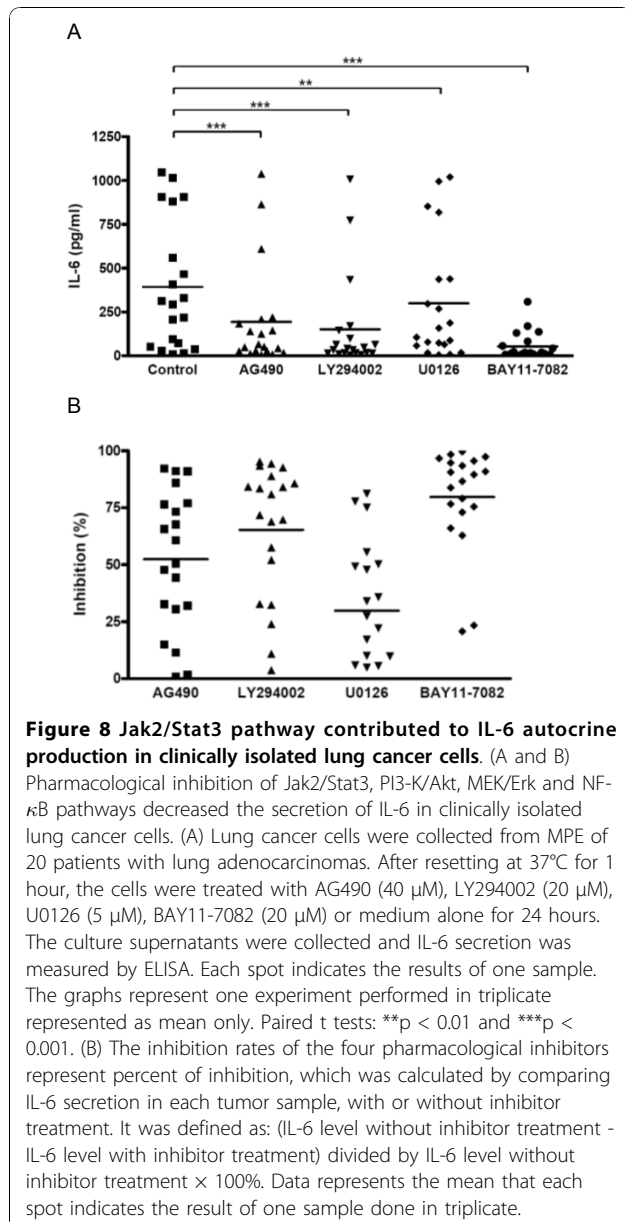 A
***
**
***
***
1250
1000
750
500
250
0
IL-6 (pg/ml)
Control AG490 LY294002 U0126 BAY11-7082
B
100
75
50
25
0
Inhibition (%)
AG490 LY294002 U0126 BAY11-7082
Figure 8 Jak2/Stat3 pathway contributed to IL-6 autocrine
production in clinically isolated lung cancer cells. (A and B)
Pharmacological inhibition of Jak2/Stat3, PI3-K/Akt, MEK/Erk and NF-
κB pathways decreased the secretion of IL-6 in clinically isolated
lung cancer cells. (A) Lung cancer cells were collected from MPE of
20 patients with lung adenocarcinomas. After resetting at 37°C for 1
hour, the cells were treated with AG490 (40 μM), LY294002 (20 μM),
U0126 (5 μM), BAY11-7082 (20 μM) or medium alone for 24 hours.
The culture supernatants were collected and IL-6 secretion was
measured by ELISA. Each spot indicates the results of one sample.
The graphs represent one experiment performed in triplicate
represented as mean only. Paired t tests: **p < 0.01 and ***p <
0.001. (B) The inhibition rates of the four pharmacological inhibitors
represent percent of inhibition, which was calculated by comparing
IL-6 secretion in each tumor sample, with or without inhibitor
treatment. It was defined as: (IL-6 level without inhibitor treatment -
IL-6 level with inhibitor treatment) divided by IL-6 level without
inhibitor treatment × 100%. Data represents the mean that each
spot indicates the result of one sample done in triplicate.